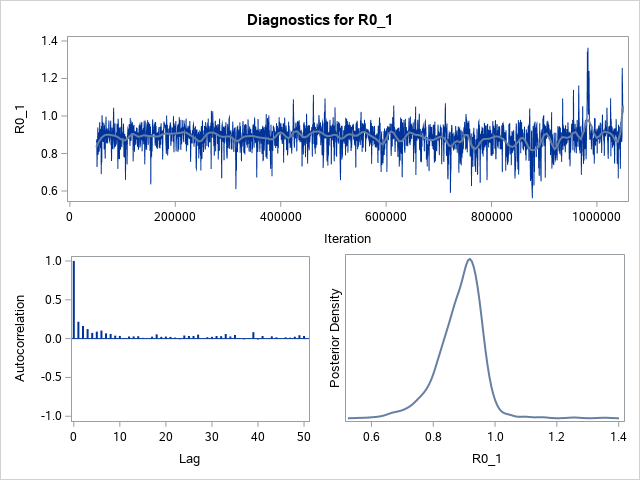 Diagnostics for R0_1
1.4
1.2
1.0
0.8
0.6
R0_1
0 200000 400000 600000 800000 1000000
Iteration
1.0
0.5
0.0
-0.5
-1.0
Autocorrelation
0 10 20 30 40 50
Lag
Posterior Density
0.6 0.8 1.0 1.2 1.4
R0_1